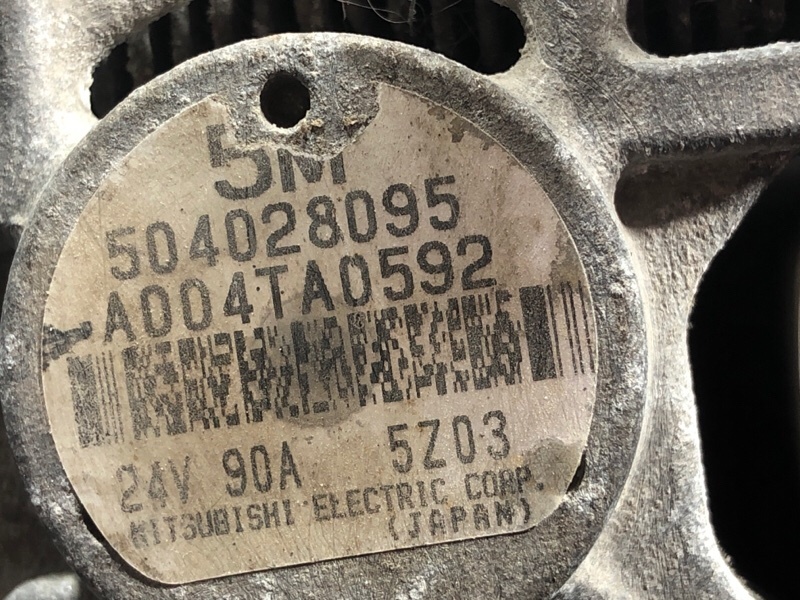 5M
504028095
A004TA0592
24V 90A 5Z03
MITSUBISHI ELECTRIC CORP.
(JAPAN)